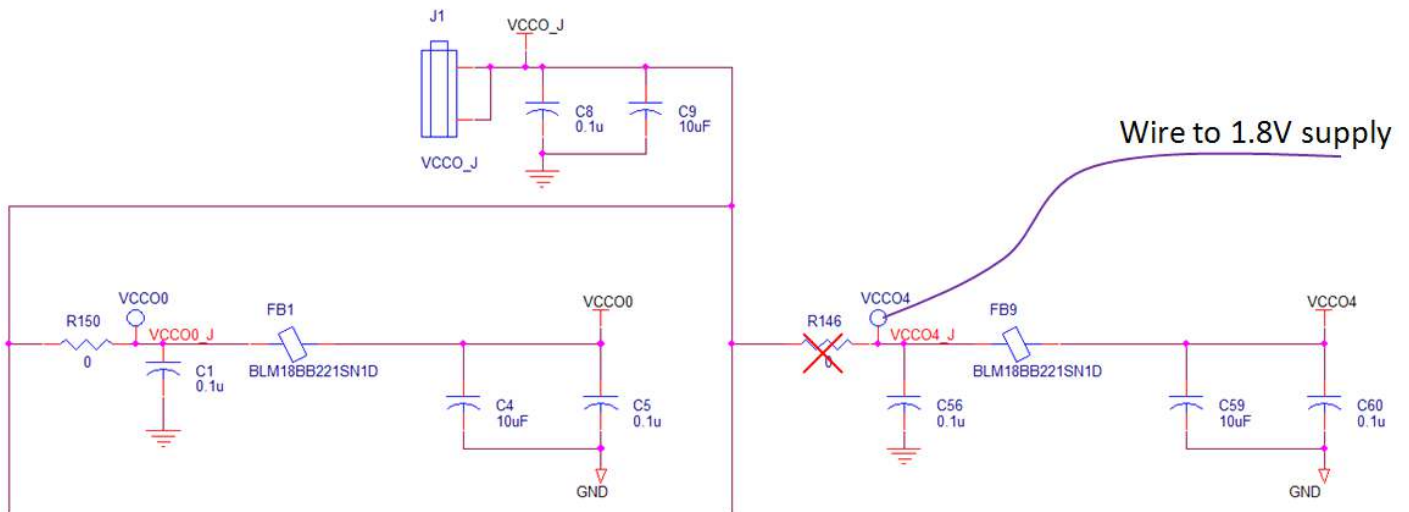 J1
VCCO_J
C8
0.1u
C9
10uF
VCCO_J
Wire to 1.8V supply
R150
0
VCCO0
VCCO0_J
C1
0.1u
FB1
BLM18BB221SN1D
VCCO0
C4
10uF
C5
0.1u
GND
R146
0
VCCO4
VCCO4_J
C56
0.1u
FB9
BLM18BB221SN1D
VCCO4
C59
10uF
C60
0.1u
GND